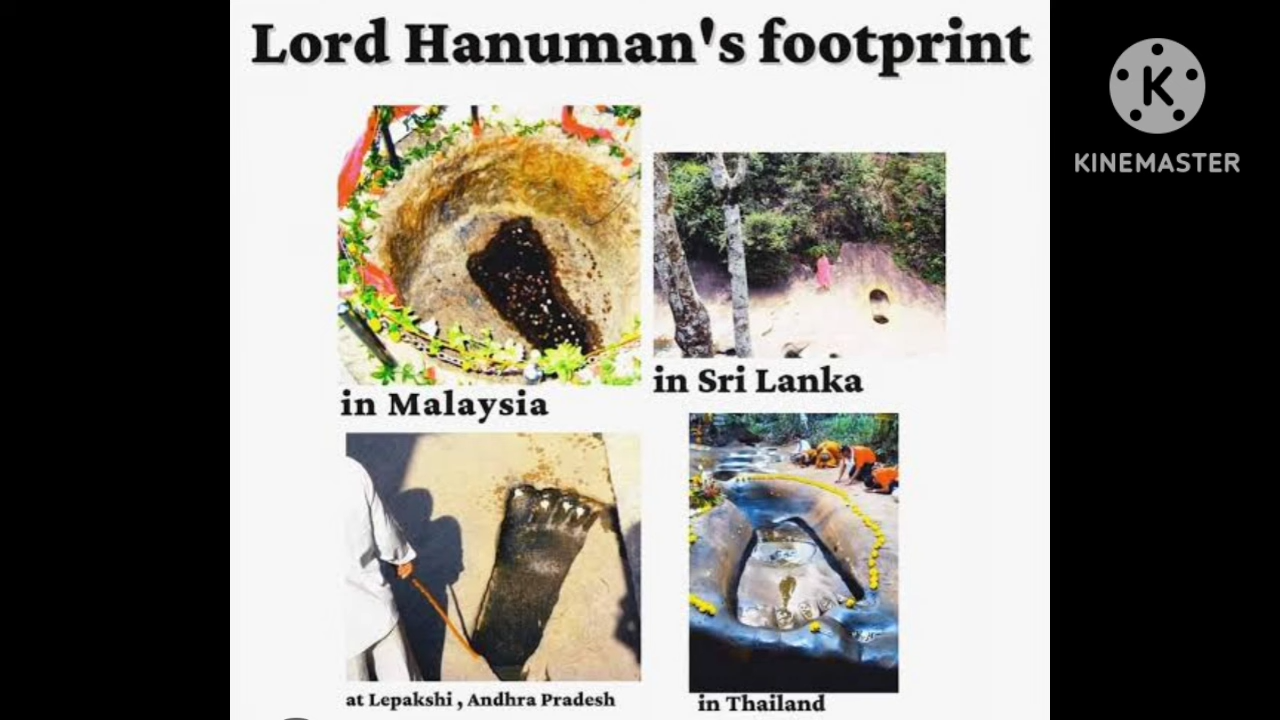 Lord Hanuman's footprint
KINEMASTER
in Malaysia
in Sri Lanka
at Lepakshi , Andhra Pradesh
in Thailand